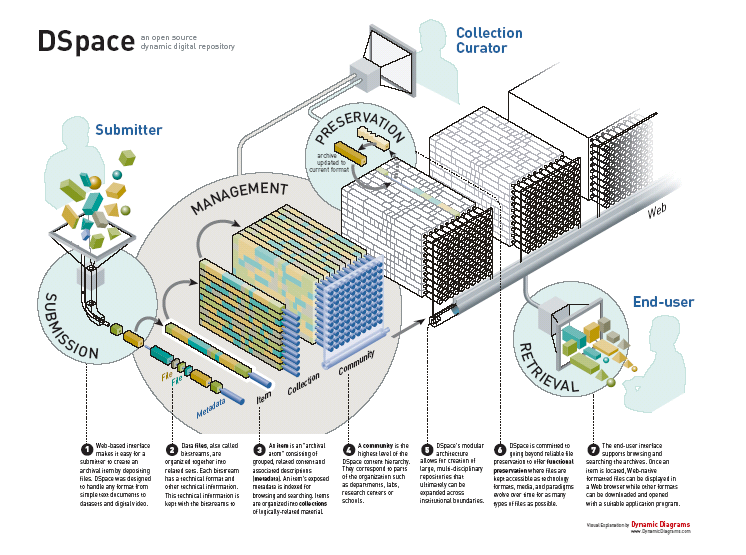 DSpace
an open source
dynamic digital repository
Collection
Curator
Submitter
PRESERVATION
archive
updated to
current format
MANAGEMENT
Web
SUBMISSION
End-user
RETRIEVAL
File
File
Metadata
Item
Collection
Community
1 Web-based interface
makes it easy for a
submitter to create an
archival item by depositing
files. DSpace was designed
to handle any format from
simple text documents to
datasets and digital video.
2 Data files, also called
bitstreams, are
organized together into
related sets. Each bitstream
has a technical format and
other technical information.
This technical information is
kept with the bitstreams to
3 An item is an "archival
atom" consisting of
grouped, related content and
associated descriptions
(metadata). An item's exposed
metadata is indexed for
browsing and searching. Items
are organized into collections
of logically-related material.
4 A community is the
highest level of the
DSpace content hierarchy.
They correspond to parts
of the organization such
as departments, labs,
research centers or
schools.
5 DSpace's modular
architecture
allows for creation of
large, multi-disciplinary
repositories that
ultimately can be
expanded across
institutional boundaries.
6 DSpace is committed to
going beyond reliable file
preservation to offer functional
preservation where files are
kept accessible as technology
formats, media, and paradigms
evolve over time for as many
types of files as possible.
7 The end-user interface
supports browsing and
searching the archives. Once an
item is located, Web-native
formatted files can be displayed in
a Web browser while other formats
can be downloaded and opened
with a suitable application program.
Visual Explanation by Dynamic Diagrams
www.DynamicDiagrams.com